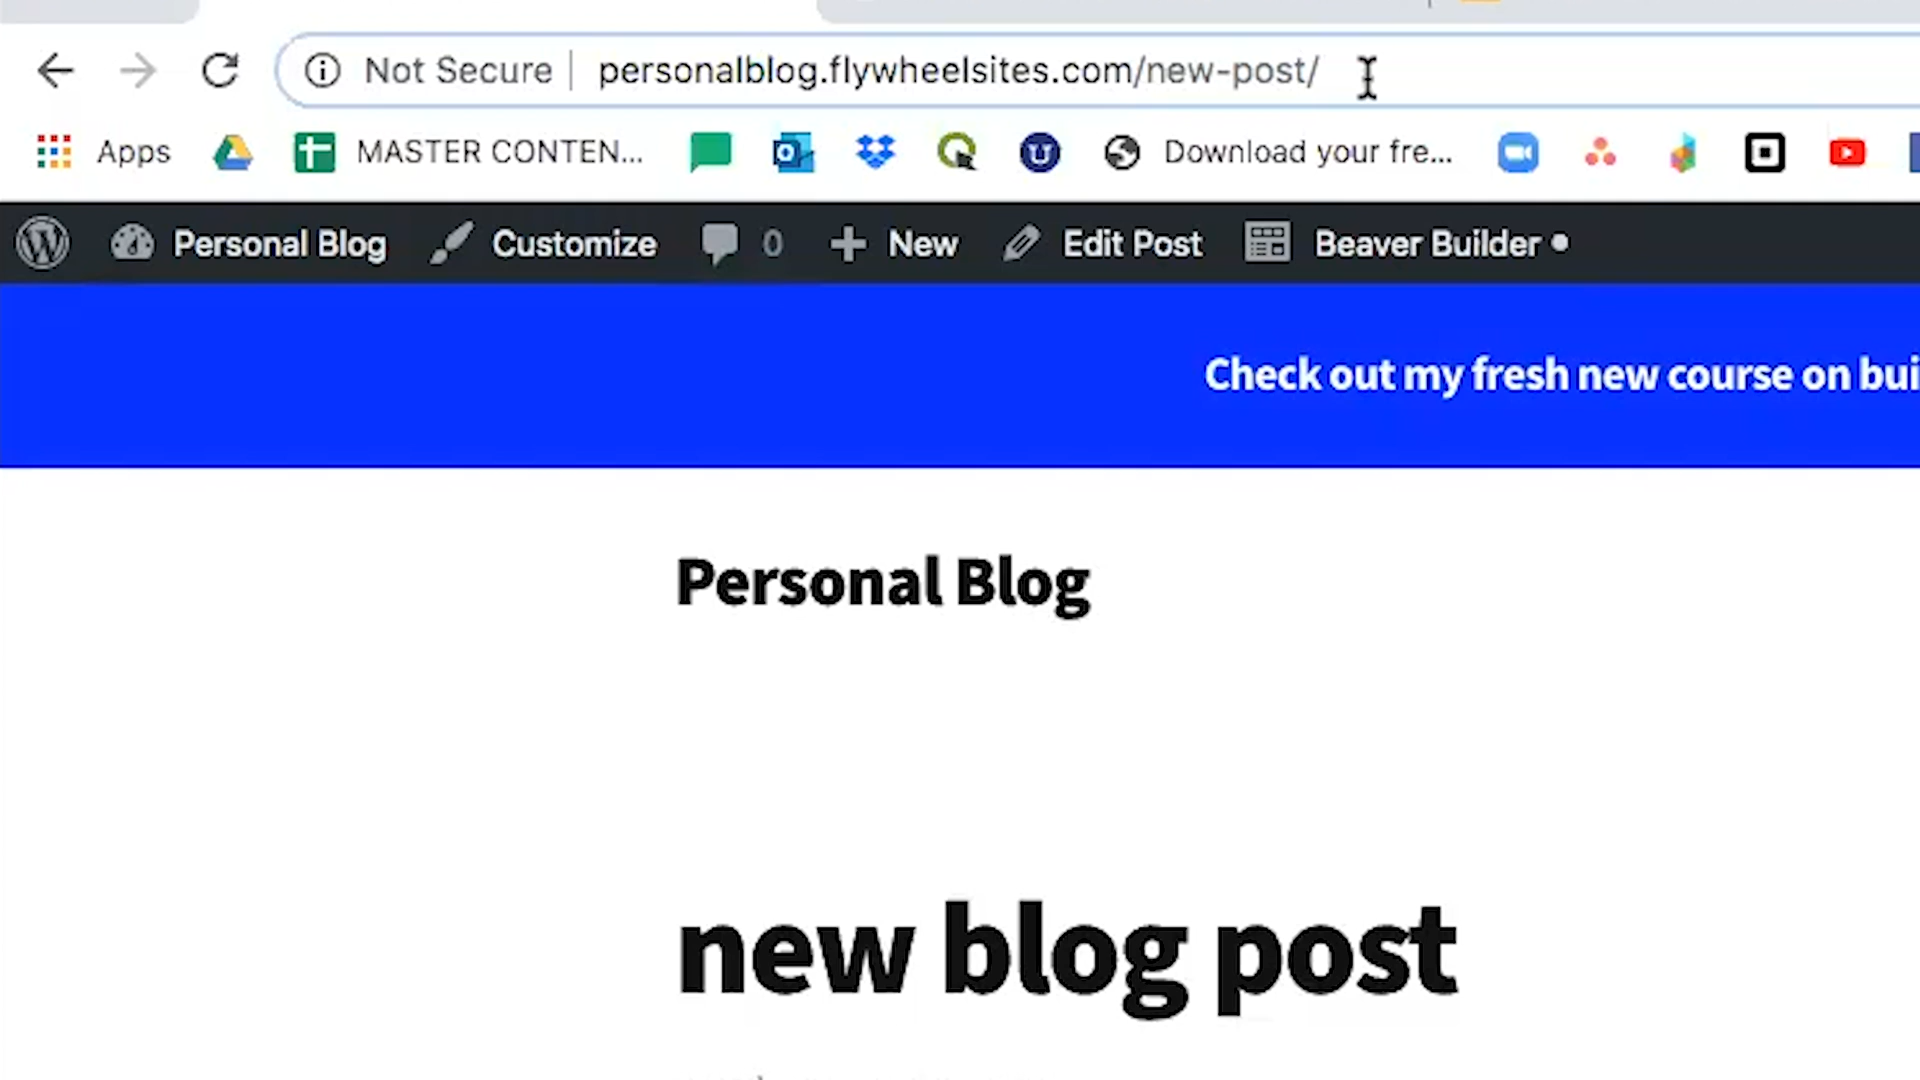 Not Secure | personalblog.flywheelsites.com/new-post/
Apps MASTER CONTEN... Download your fre...
Personal Blog Customize 0 New Edit Post Beaver Builder
Check out my fresh new course on bui
Personal Blog
new blog post